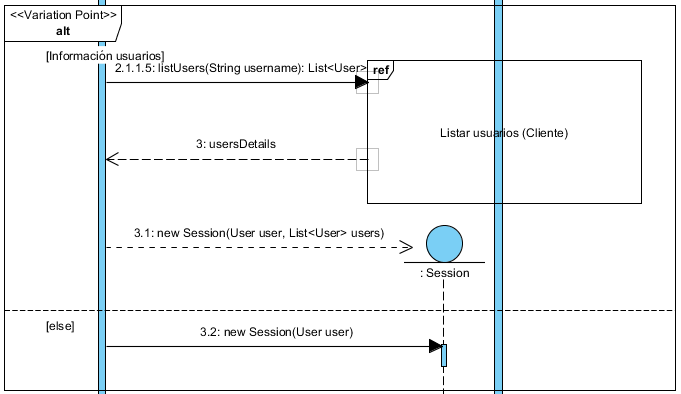 <<Variation Point>>
alt
[Información usuarios]
2.1.1.5: listUsers(String username): List<User>
ref
Listar usuarios (Cliente)
3: usersDetails
3.1: new Session(User user, List<User> users)
: Session
[else]
3.2: new Session(User user)